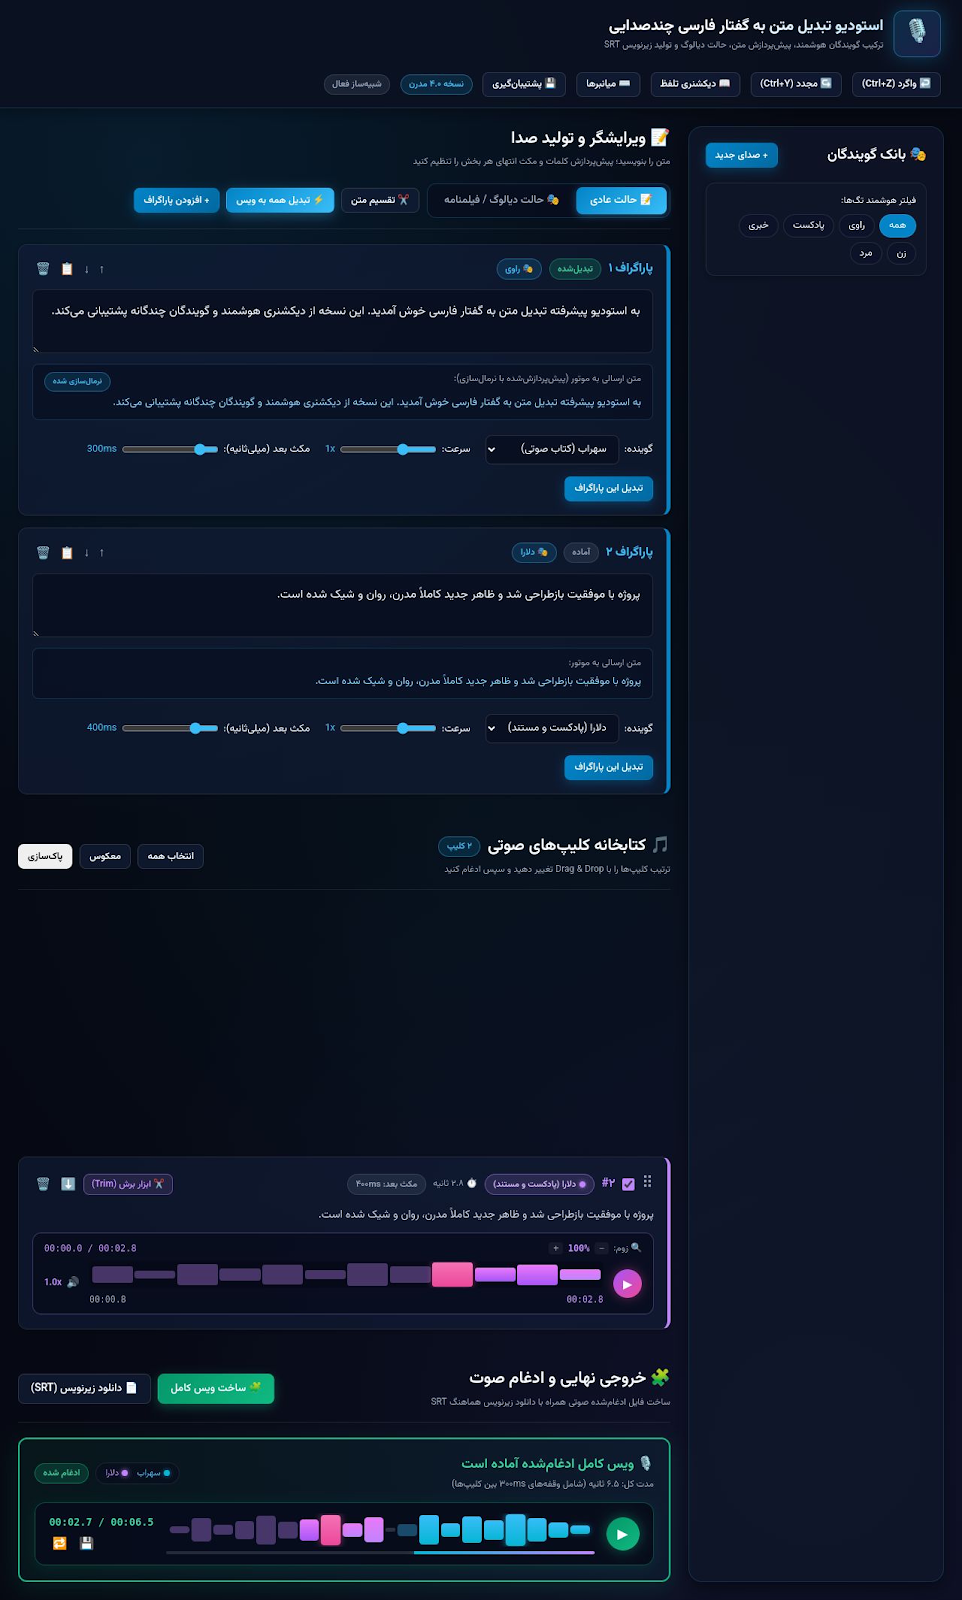 استودیو تبدیل متن به گفتار فارسی چندصدایی
ترکیب گویندگان هوشمند، پیش‌پردازش متن، حالت دیالوگ و تولید زیرنویس SRT
واگرد (Ctrl+Z)
مجدد (Ctrl+Y)
دیکشنری تلفظ
میانبرها
پشتیبان‌گیری
نسخه ۴.۰ مدرن
شبیه‌ساز فعال
بانک گویندگان
+ صدای جدید
فیلتر هوشمند تگ‌ها:
همه
راوی
پادکست
خبری
زن
مرد
ویرایشگر و تولید صدا
متن را بنویسید؛ پیش‌پردازش کلمات و مکث انتهای هر بخش را تنظیم کنید
حالت عادی
حالت دیالوگ / فیلمنامه
تقسیم متن
تبدیل همه به ویس
+ افزودن پاراگراف
پاراگراف ۱
تبدیل‌شده
راوی
↑ ↓
به استودیو پیشرفته تبدیل متن به گفتار فارسی خوش آمدید. این نسخه از دیکشنری هوشمند و گویندگان چندگانه پشتیبانی می‌کند.
متن ارسالی به موتور (پیش‌پردازش‌شده با نرمال‌سازی):
نرمال‌سازی شده
به استودیو پیشرفته تبدیل متن به گفتار فارسی خوش آمدید. این نسخه از دیکشنری هوشمند و گویندگان چندگانه پشتیبانی می‌کند.
گوینده: سهراب (کتاب صوتی) سرعت: 1x مکث بعد (میلی‌ثانیه): 300ms
تبدیل این پاراگراف
پاراگراف ۲
آماده
دلارا
↑ ↓
پروژه با موفقیت بازطراحی شد و ظاهر جدید کاملاً مدرن، روان و شیک شده است.
متن ارسالی به موتور:
پروژه با موفقیت بازطراحی شد و ظاهر جدید کاملاً مدرن، روان و شیک شده است.
گوینده: دلارا (پادکست و مستند) سرعت: 1x مکث بعد (میلی‌ثانیه): 400ms
تبدیل این پاراگراف
کتابخانه کلیپ‌های صوتی
۲ کلیپ
انتخاب همه
معکوس
پاک‌سازی
ترتیب کلیپ‌ها را با Drag & Drop تغییر دهید و سپس ادغام کنید
#۲
دلارا (پادکست و مستند)
۲.۸ ثانیه
مکث بعد: ۴۰۰ms
ابزار برش (Trim)
پروژه با موفقیت بازطراحی شد و ظاهر جدید کاملاً مدرن، روان و شیک شده است.
زوم: − 100% +
00:00.0 / 00:02.8
1.0x
00:02.8
00:00.8
خروجی نهایی و ادغام صوت
ساخت ویس کامل
دانلود زیرنویس (SRT)
ساخت فایل ادغام‌شده صوتی همراه با دانلود زیرنویس هماهنگ SRT
ویس کامل ادغام‌شده آماده است
سهراب
دلارا
ادغام شده
مدت کل: ۶.۵ ثانیه (شامل وقفه‌های ۳۰۰ms بین کلیپ‌ها)
00:02.7 / 00:06.5